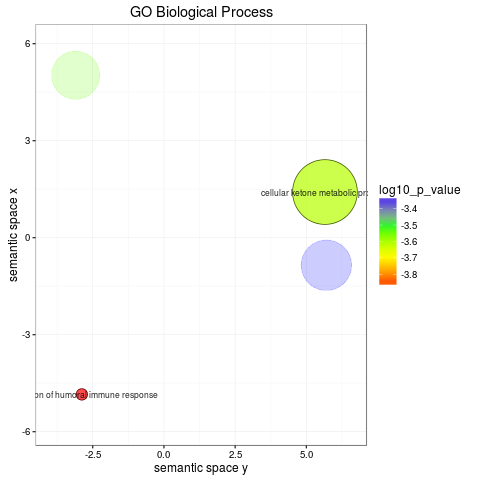 GO Biological Process
6
3
0
-3
-6
semantic space x
cellular ketone metabolic pr
on of humoral immune response
-2.5 0.0 2.5 5.0
semantic space y
log10_p_value
-3.4
-3.5
-3.6
-3.7
-3.8